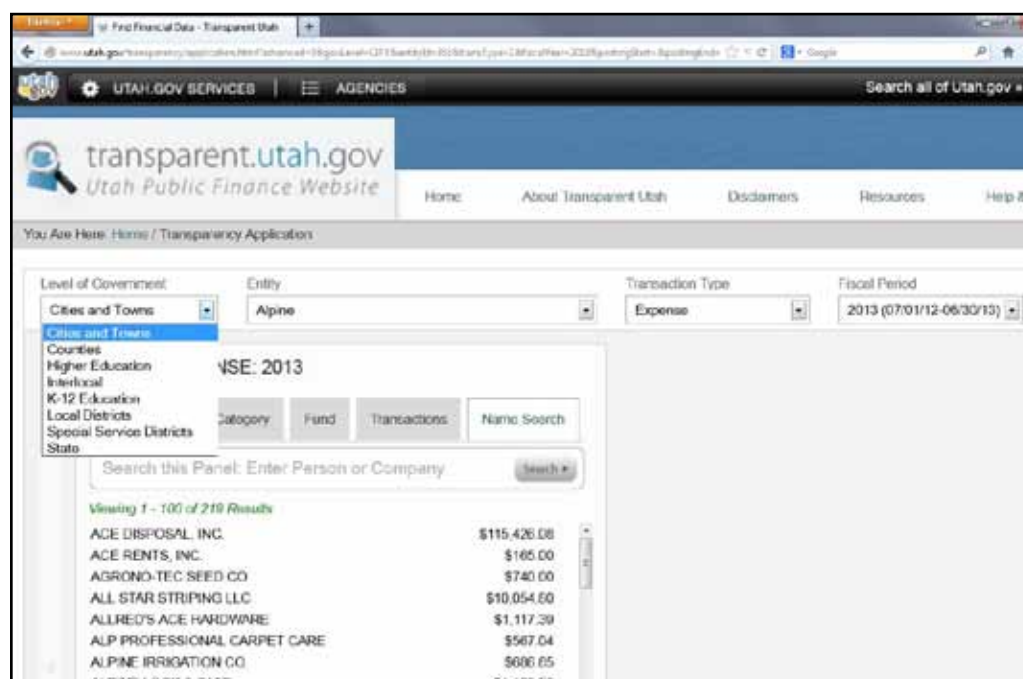 Find Financial Data - Transparent Utah
Google
UTAH.GOV SERVICES
AGENCIES
Search all of Utah.gov »
transparent.utah.gov
Utah Public Finance Website
Home
About Transparent Utah
Disclaimers
Resources
Help &
You Are Here: Home / Transparency Application
Level of Government
Entity
Transaction Type
Fiscal Period
Cities and Towns
Alpine
Expense
2013 (07/01/12-06/30/13)
Cities and Towns
Counties
Higher Education
Interlocal
K-12 Education
Local Districts
Special Service Districts
State
NSE: 2013
Category
Fund
Transactions
Name Search
Search this Panel: Enter Person or Company
Search
Viewing 1 - 100 of 219 Results
ACE DISPOSAL, INC. $115,426.08
ACE RENTS, INC. $165.00
AGRONO-TEC SEED CO $740.00
ALL STAR STRIPING LLC $10,054.60
ALLRED'S ACE HARDWARE $1,117.39
ALP PROFESSIONAL CARPET CARE $567.04
ALPINE IRRIGATION CO $686.65